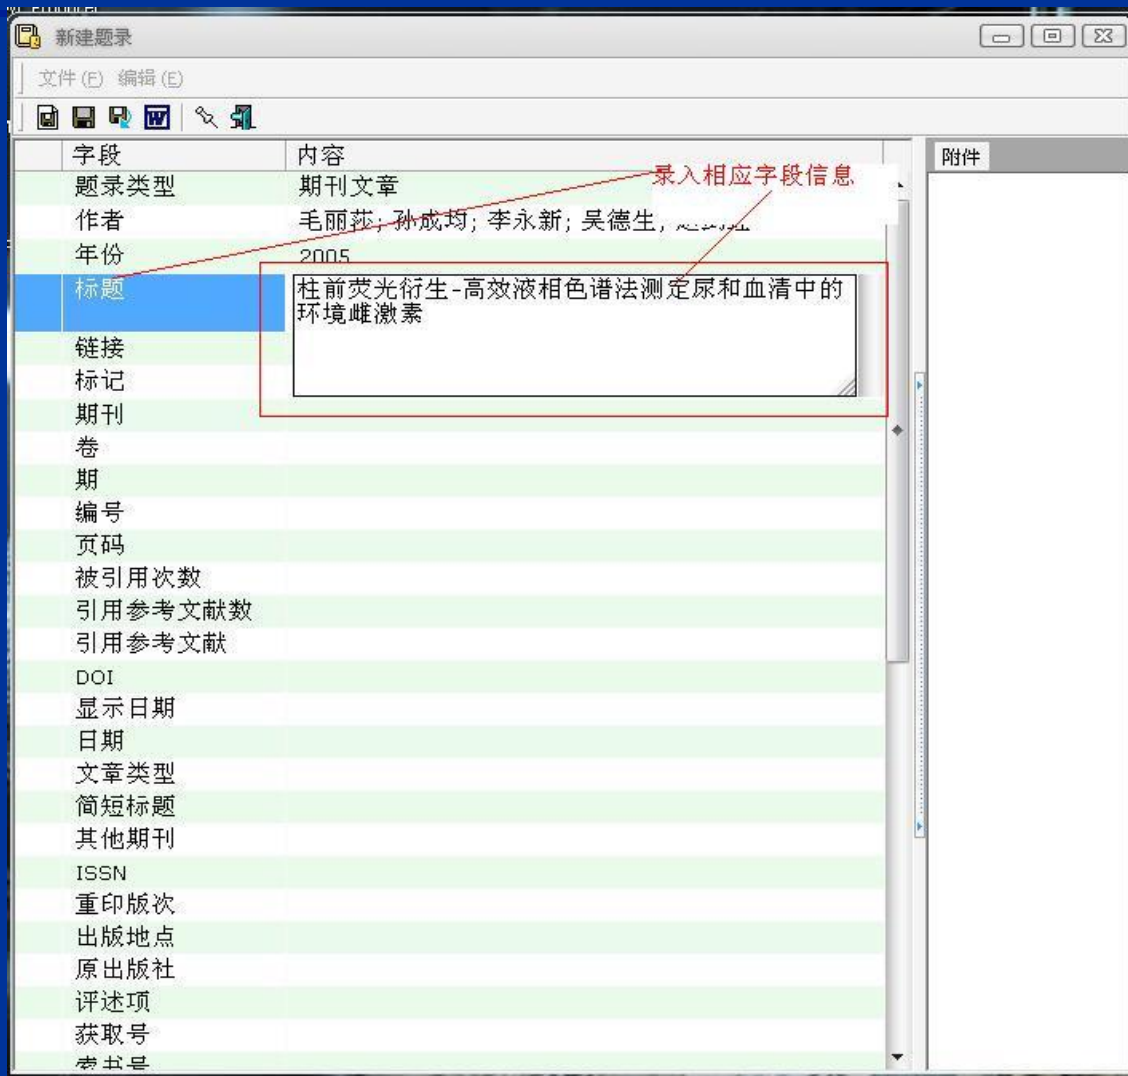 新建题录
文件(F) 编辑(E)
字段 内容 附件
录入相应字段信息
题录类型 期刊文章
作者 毛丽莎; 孙成均; 李永新; 吴德生;
年份 2005
标题 柱前荧光衍生-高效液相色谱法测定尿和血清中的
环境雌激素
链接
标记
期刊
卷
期
编号
页码
被引用次数
引用参考文献数
引用参考文献
DOI
显示日期
日期
文章类型
简短标题
其他期刊
ISSN
重印版次
出版地点
原出版社
评述项
获取号
索书号